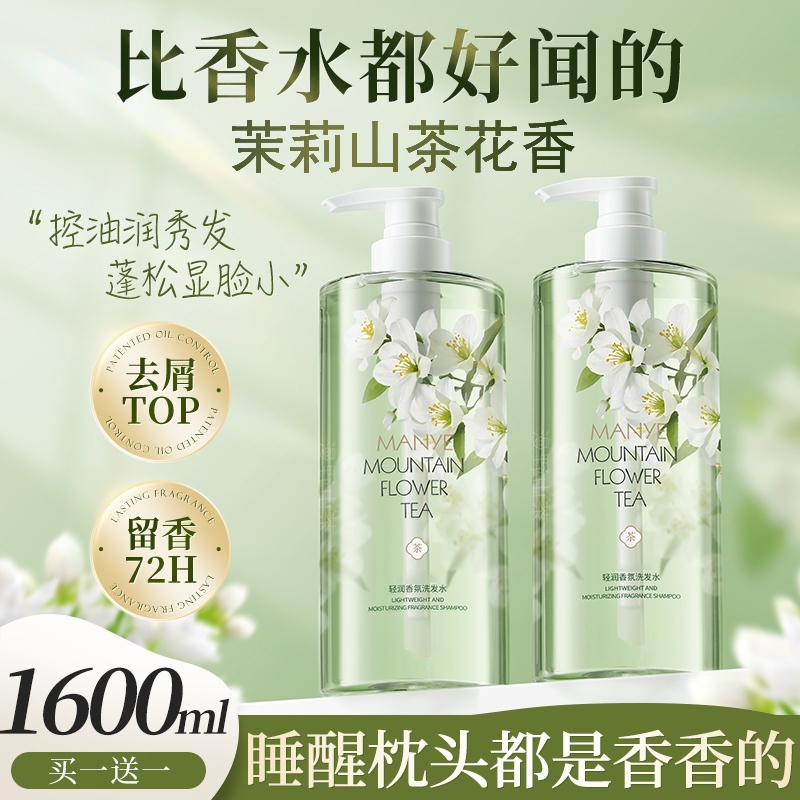 比香水都好闻的
茉莉山茶花香
“控油润秀发
蓬松显脸小”
PATENTED OIL CONTROL
去屑
TOP
PATENTED OIL CONTROL
LASTING FRAGRANCE
留香
72H
LASTING FRAGRANCE
MANYE
MOUNTAIN
FLOWER
TEA
茶
轻润香氛洗发水
LIGHTWEIGHT AND
MOISTURIZING FRAGRANCE SHAMPOO
MANYE
MOUNTAIN
FLOWER
TEA
茶
轻润香氛洗发水
LIGHTWEIGHT AND
MOISTURIZING FRAGRANCE SHAMPOO
1600ml
买一送一
睡醒枕头都是香香的